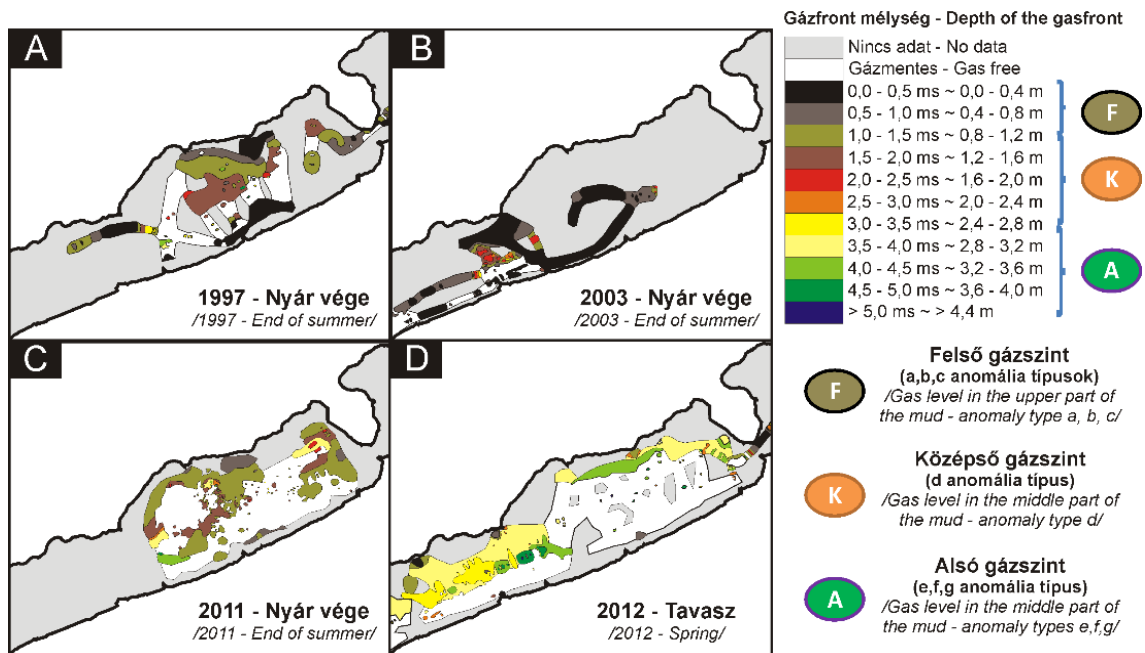 A
1997 - Nyár vége
/1997 - End of summer/
B
2003 - Nyár vége
/2003 - End of summer/
C
2011 - Nyár vége
/2011 - End of summer/
D
2012 - Tavasz
/2012 - Spring/
Gázfront mélység - Depth of the gasfront
Nincs adat - No data
Gázmentes - Gas free
0,0 - 0,5 ms ~ 0,0 - 0,4 m
0,5 - 1,0 ms ~ 0,4 - 0,8 m
1,0 - 1,5 ms ~ 0,8 - 1,2 m
1,5 - 2,0 ms ~ 1,2 - 1,6 m
2,0 - 2,5 ms ~ 1,6 - 2,0 m
2,5 - 3,0 ms ~ 2,0 - 2,4 m
3,0 - 3,5 ms ~ 2,4 - 2,8 m
3,5 - 4,0 ms ~ 2,8 - 3,2 m
4,0 - 4,5 ms ~ 3,2 - 3,6 m
4,5 - 5,0 ms ~ 3,6 - 4,0 m
> 5,0 ms ~ > 4,4 m
F
K
A
F
Felső gázszint
(a,b,c anomália típusok)
/Gas level in the upper part of
the mud - anomaly type a, b, c/
K
Középső gázszint
(d anomália típus)
/Gas level in the middle part of
the mud - anomaly type d/
A
Alsó gázszint
(e,f,g anomália típus)
/Gas level in the middle part of
the mud - anomaly types e,f,g/